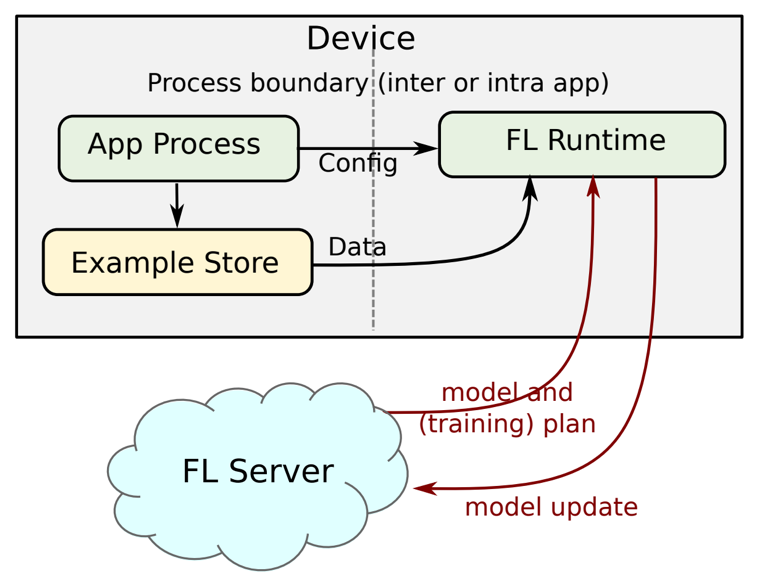 Device
Process boundary (inter or intra app)
App Process
FL Runtime
Config
Data
Example Store
model and
(training) plan
FL Server
model update